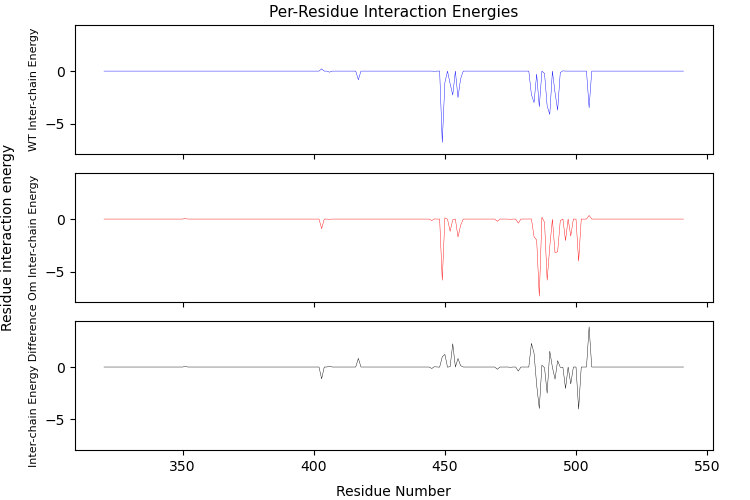 Per-Residue Interaction Energies
Residue interaction energy
WT Inter-chain Energy
0
−5
Om Inter-chain Energy
0
−5
Inter-chain Energy Difference
0
−5
350
400
450
500
550
Residue Number